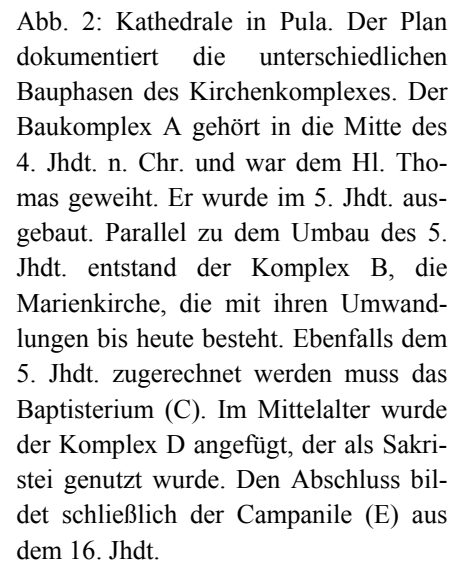 Abb. 2: Kathedrale in Pula. Der Plan
dokumentiert die unterschiedlichen
Bauphasen des Kirchenkomplexes. Der
Baukomplex A gehört in die Mitte des
4. Jhdt. n. Chr. und war dem Hl. Tho-
mas geweiht. Er wurde im 5. Jhdt. aus-
gebaut. Parallel zu dem Umbau des 5.
Jhdt. entstand der Komplex B, die
Marienkirche, die mit ihren Umwand-
lungen bis heute besteht. Ebenfalls dem
5. Jhdt. zugerechnet werden muss das
Baptisterium (C). Im Mittelalter wurde
der Komplex D angefügt, der als Sakri-
stei genutzt wurde. Den Abschluss bil-
det schließlich der Campanile (E) aus
dem 16. Jhdt.